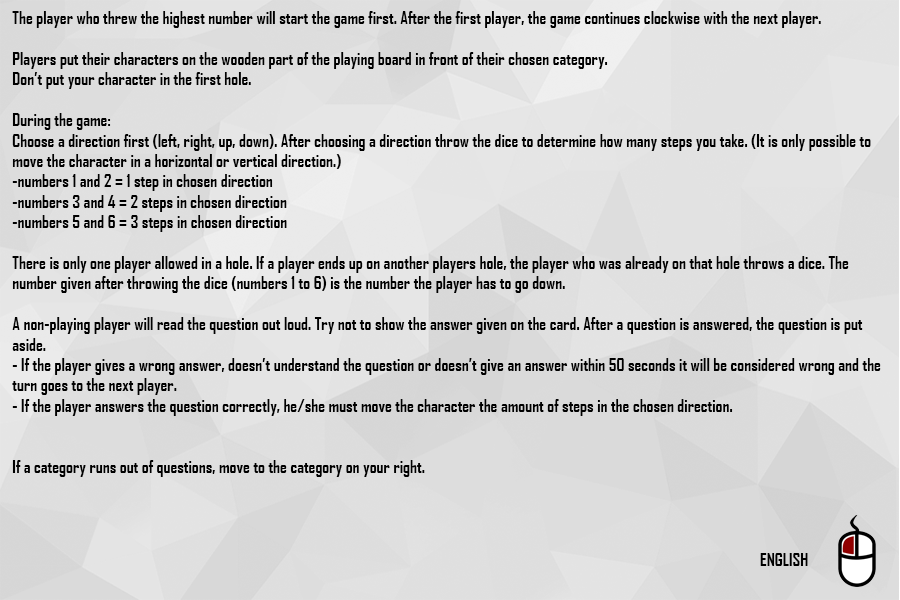 The player who threw the highest number will start the game first. After the first player, the game continues clockwise with the next player.
Players put their characters on the wooden part of the playing board in front of their chosen category.
Don't put your character in the first hole.
During the game:
Choose a direction first (left, right, up, down). After choosing a direction throw the dice to determine how many steps you take. (It is only possible to
move the character in a horizontal or vertical direction.)
-numbers 1 and 2 = 1 step in chosen direction
-numbers 3 and 4 = 2 steps in chosen direction
-numbers 5 and 6 = 3 steps in chosen direction
There is only one player allowed in a hole. If a player ends up on another players hole, the player who was already on that hole throws a dice. The
number given after throwing the dice (numbers 1 to 6) is the number the player has to go down.
A non-playing player will read the question out loud. Try not to show the answer given on the card. After a question is answered, the question is put
aside.
- If the player gives a wrong answer, doesn't understand the question or doesn't give an answer within 50 seconds it will be considered wrong and the
turn goes to the next player.
- If the player answers the question correctly, he/she must move the character the amount of steps in the chosen direction.
If a category runs out of questions, move to the category on your right.
ENGLISH